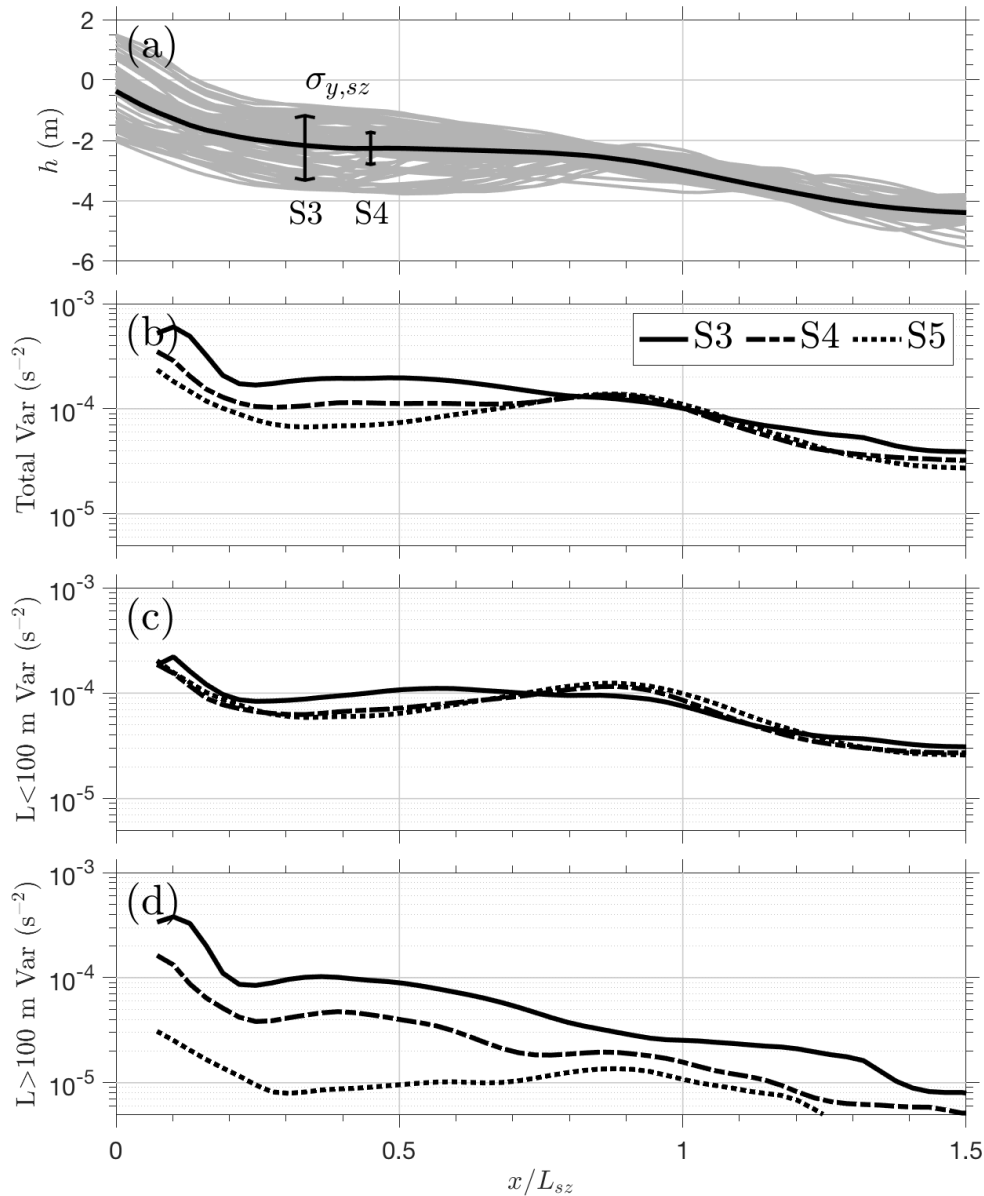 2
(a)
0
σ_{y,sz}
h (m)
-2
S3 S4
-4
-6
10^{-3}
(b)
S3 S4 S5
Total Var (s^{-2})
10^{-4}
10^{-5}
10^{-3}
(c)
L<100 m Var (s^{-2})
10^{-4}
10^{-5}
10^{-3}
(d)
L>100 m Var (s^{-2})
10^{-4}
10^{-5}
0 0.5 1 1.5
x/L_{sz}